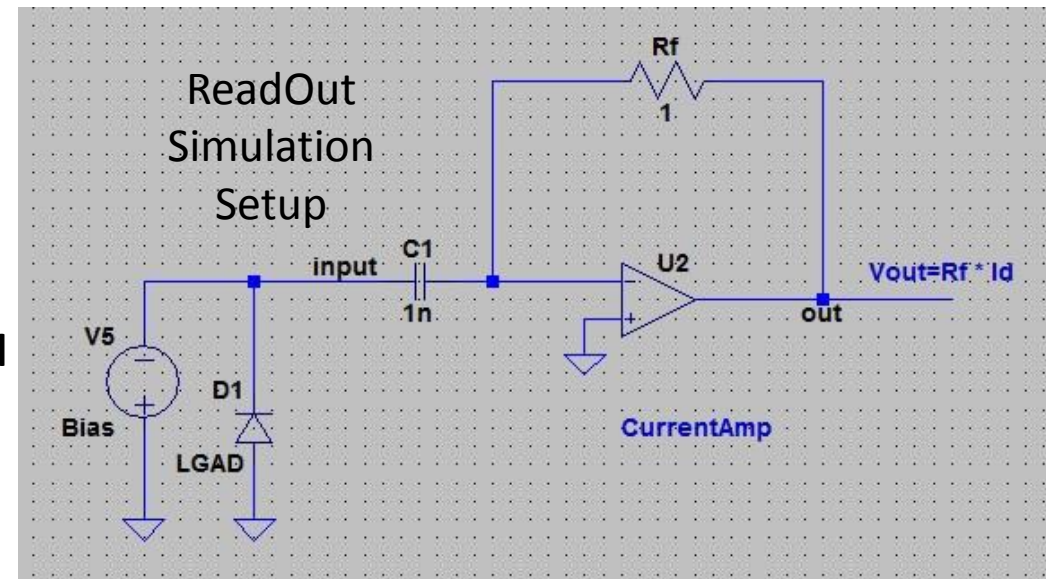 ReadOut
Simulation
Setup
Rf
1
input
C1
1n
U2
-
+
Vout=Rf * Id
out
V5
-
+
Bias
D1
LGAD
CurrentAmp